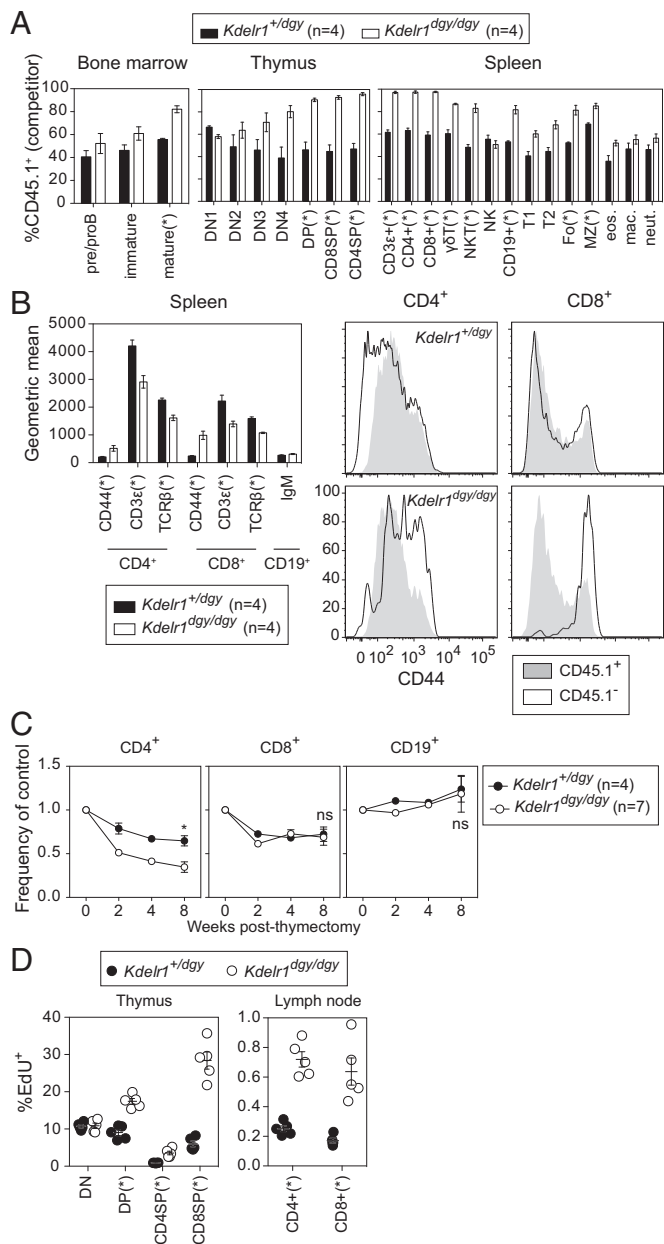 A
Kdelr1+/dgy (n=4) Kdelr1dgy/dgy (n=4)
Bone marrow Thymus Spleen
%CD45.1+ (competitor)
100
80
60
40
20
0
pre/proB
immature
mature(*)
DN1
DN2
DN3
DN4
DP(*)
CD8SP(*)
CD4SP(*)
CD3ε+(*)
CD4+(*)
CD8+(*)
γδT(*)
NKT(*)
NK
CD19+(*)
T1
T2
Fo(*)
MZ(*)
eos.
mac.
neut.
B
Spleen
Geometric mean
5000
4000
3000
2000
1000
0
CD44(*)
CD3ε(*)
TCRβ(*)
CD44(*)
CD3ε(*)
TCRβ(*)
IgM
CD4+ CD8+ CD19+
Kdelr1+/dgy (n=4)
Kdelr1dgy/dgy (n=4)
CD4+ CD8+
Kdelr1+/dgy
Kdelr1dgy/dgy
100
80
60
40
20
0
0 10² 10³ 10⁴ 10⁵
CD44
CD45.1+
CD45.1-
C
CD4+ CD8+ CD19+
Frequency of control
1.5
1.0
0.5
0
*
ns
ns
0 2 4 8 0 2 4 8 0 2 4 8
Weeks post-thymectomy
Kdelr1+/dgy (n=4)
Kdelr1dgy/dgy (n=7)
D
Kdelr1+/dgy Kdelr1dgy/dgy
Thymus Lymph node
%EdU+
40
30
20
10
0
DN
DP(*)
CD4SP(*)
CD8SP(*)
1.0
0.8
0.6
0.4
0.2
0
CD4+(*)
CD8+(*)